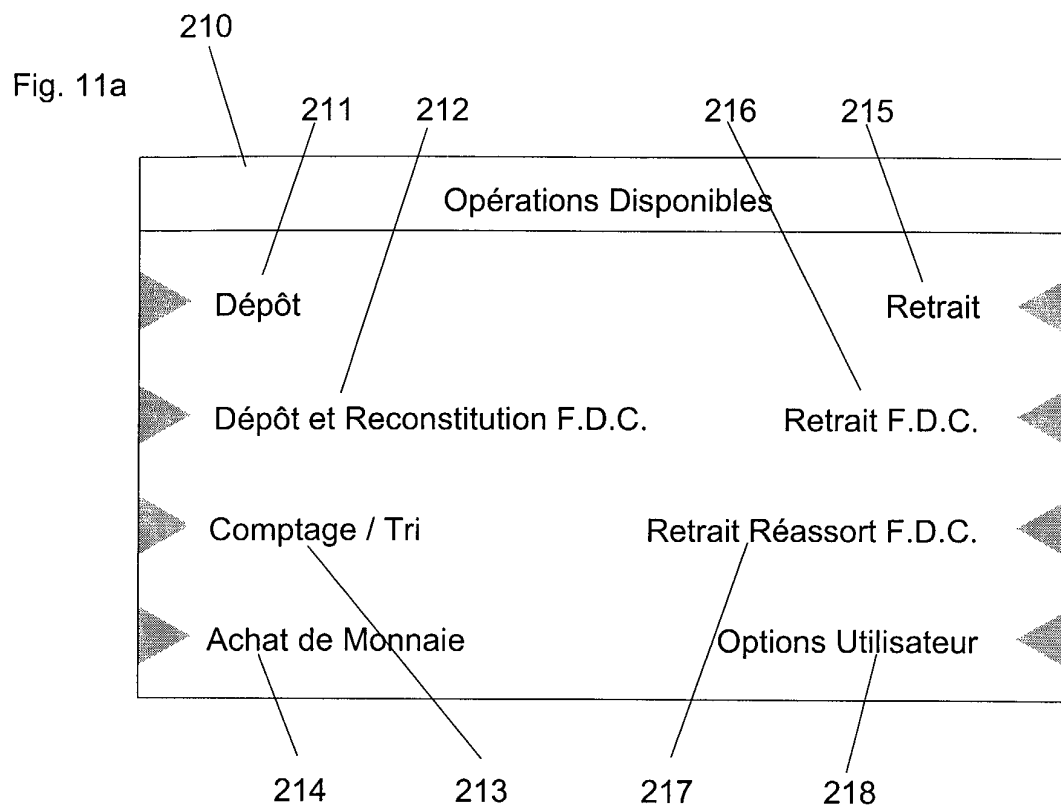 210
Fig. 11a
211 212 216 215
Opérations Disponibles
Dépôt Retrait
Dépôt et Reconstitution F.D.C. Retrait F.D.C.
Comptage / Tri Retrait Réassort F.D.C.
Achat de Monnaie Options Utilisateur
214 213 217 218